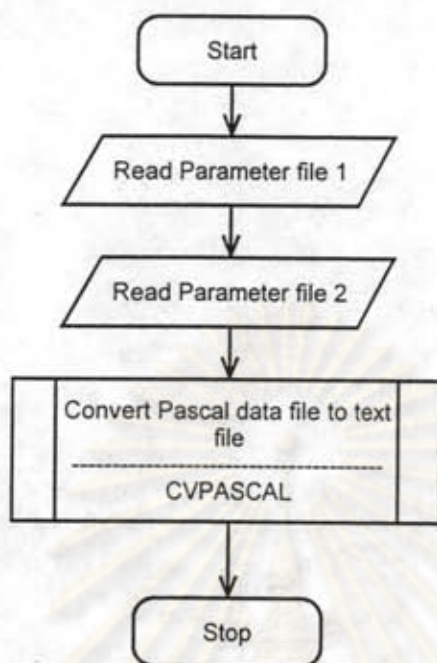 Start
Read Parameter file 1
Read Parameter file 2
Convert Pascal data file to text
file
CVPASCAL
Stop